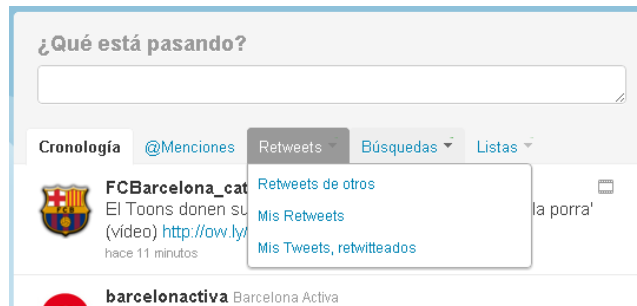 ¿Qué está pasando?
Cronología @Menciones Retweets Búsquedas Listas
FCBarcelona_cat
Retweets de otros
El Toons donen su
la porra'
Mis Retweets
(vídeo) http://ow.ly/
Mis Tweets, retwitteados
hace 11 minutos
barcelonactiva Barcelona Activa